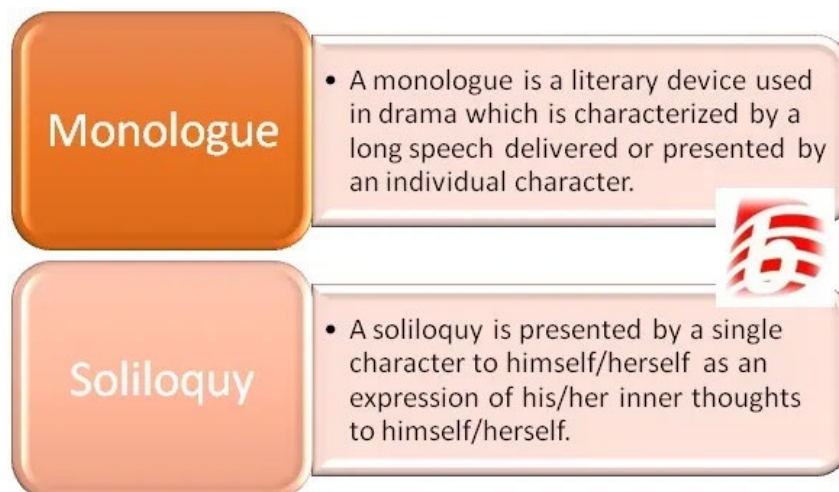 Monologue
• A monologue is a literary device used
in drama which is characterized by a
long speech delivered or presented by
an individual character.
Soliloquy
• A soliloquy is presented by a single
character to himself/herself as an
expression of his/her inner thoughts
to himself/herself.